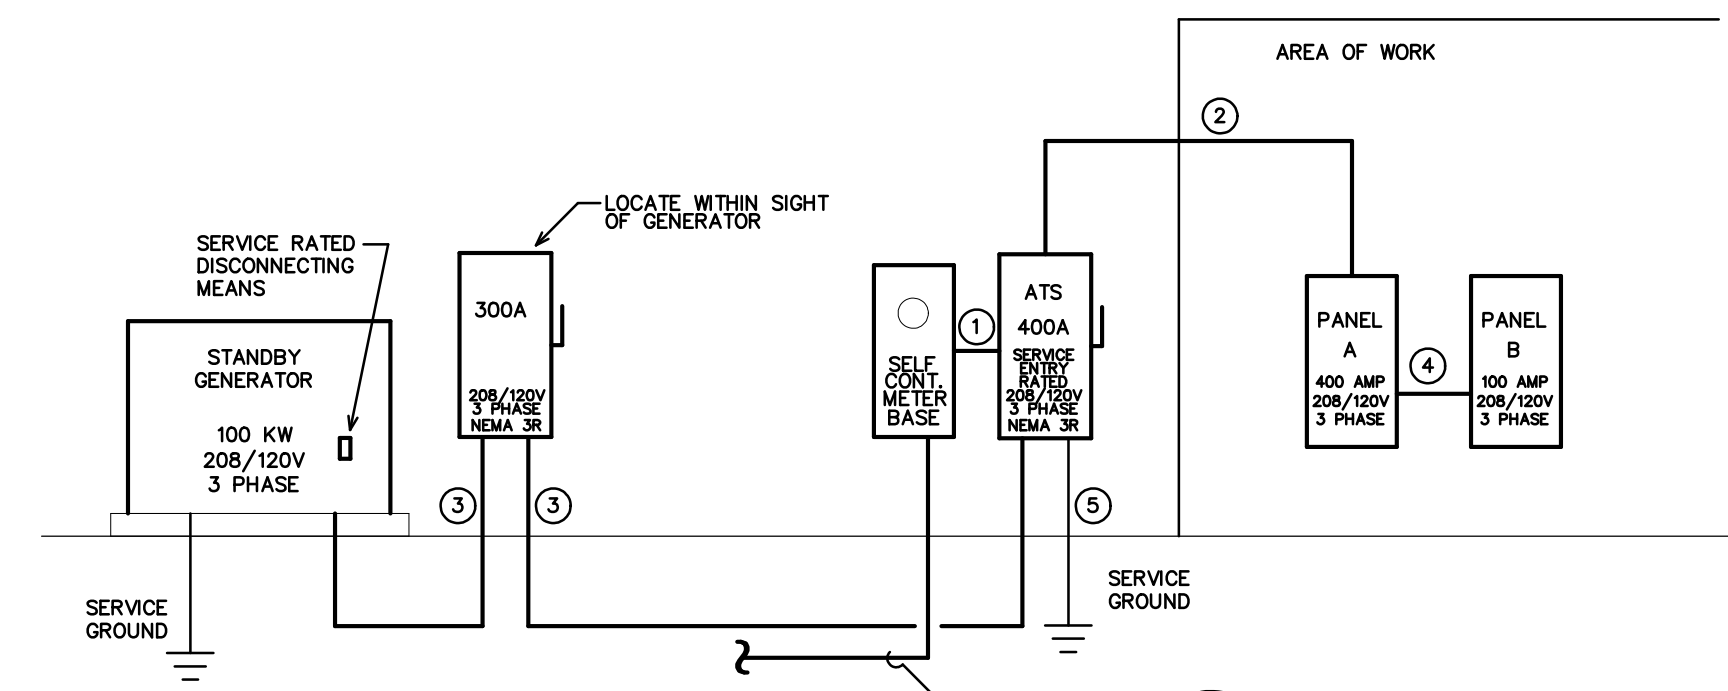 AREA OF WORK
2
LOCATE WITHIN SIGHT
OF GENERATOR
SERVICE RATED
DISCONNECTING
MEANS
STANDBY
GENERATOR
100 KW
208/120V
3 PHASE
300A
208/120V
3 PHASE
NEMA 3R
SELF
CONT.
METER
BASE
1
ATS
400A
SERVICE
ENTRY
RATED
208/120V
3 PHASE
NEMA 3R
PANEL
A
400 AMP
208/120V
3 PHASE
4
PANEL
B
100 AMP
208/120V
3 PHASE
3
3
5
SERVICE
GROUND
SERVICE
GROUND